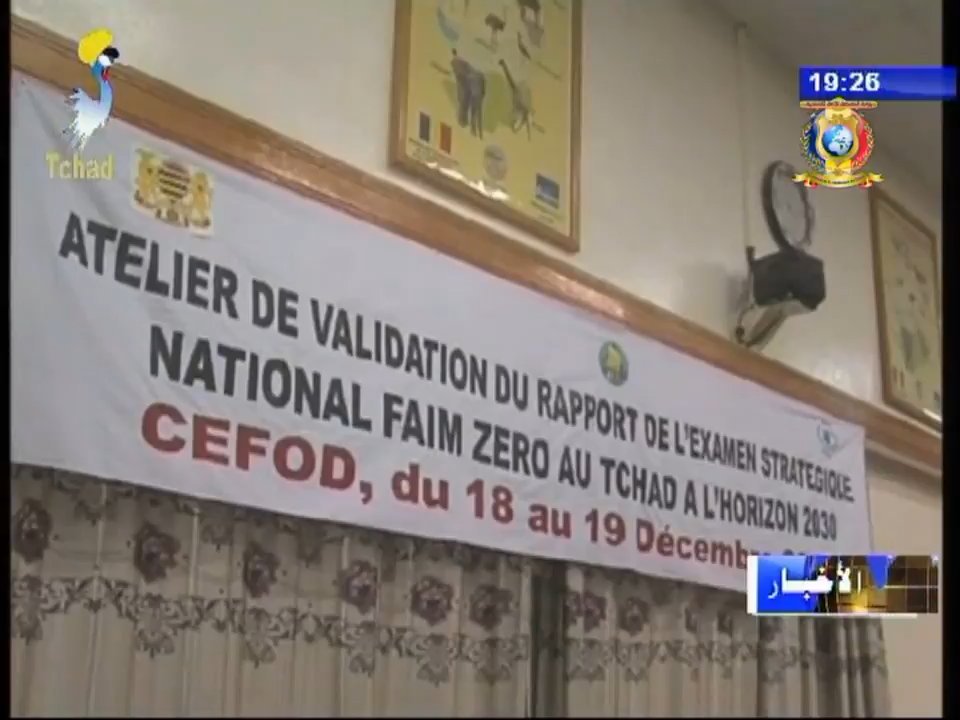 19:26
Tchad
ATELIER DE VALIDATION DU RAPPORT DE L'EXAMEN STRATEGIQUE
NATIONAL FAIM ZERO AU TCHAD A L'HORIZON 2030
CEFOD, du 18 au 19 Décemb
الأخبار